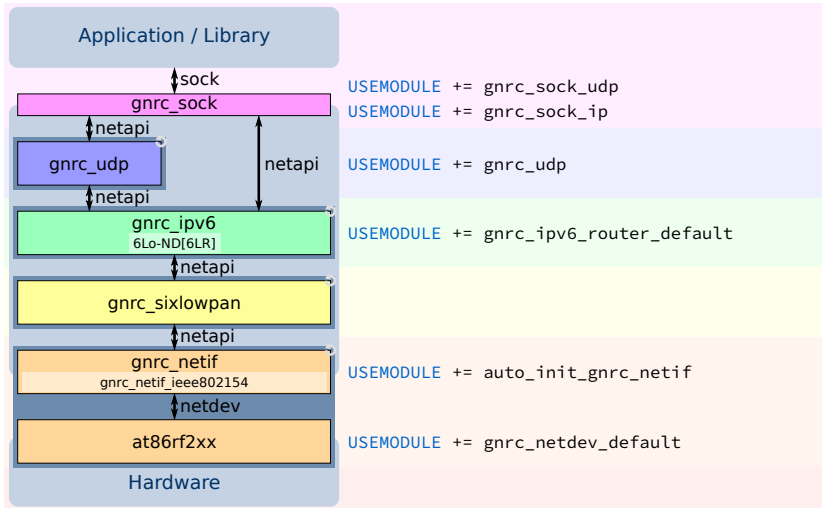 Application / Library
sock
USEMODULE += gnrc_sock_udp
gnrc_sock
USEMODULE += gnrc_sock_ip
netapi
gnrc_udp
netapi
USEMODULE += gnrc_udp
netapi
gnrc_ipv6
6Lo-ND[6LR]
USEMODULE += gnrc_ipv6_router_default
netapi
gnrc_sixlowpan
netapi
gnrc_netif
gnrc_netif_ieee802154
USEMODULE += auto_init_gnrc_netif
netdev
at86rf2xx
USEMODULE += gnrc_netdev_default
Hardware